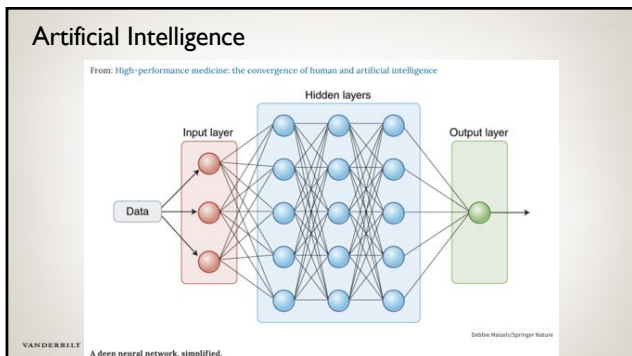 Artificial Intelligence
From: High-performance medicine: the convergence of human and artificial intelligence
Hidden layers
Input layer
Output layer
Data
Debbie Maizels/Springer Nature
VANDERBILT
A deep neural network, simplified.